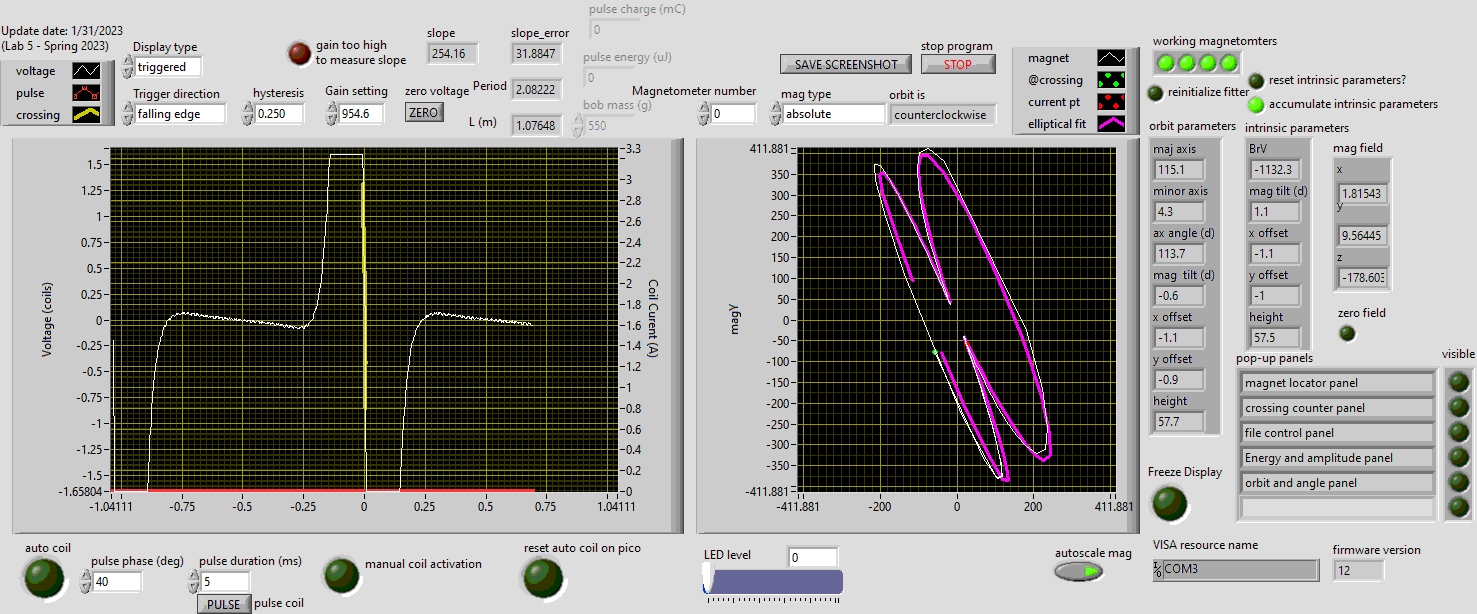 Update date: 1/31/2023
(Lab 5 - Spring 2023)
voltage
pulse
crossing
Display type
triggered
Trigger direction
falling edge
gain too high
to measure slope
hysteresis
0.250
Gain setting
954.6
slope
254.16
zero voltage
ZERO
slope_error
31.8847
Period
2.08222
L (m)
1.07648
pulse charge (mC)
0
pulse energy (uJ)
0
bob mass (g)
550
Magnetometer number
0
SAVE SCREENSHOT
stop program
STOP
mag type
absolute
orbit is
counterclockwise
magnet
@crossing
current pt
elliptical fit
working magnetomters
reinitialize fitter
reset intrinsic parameters?
accumulate intrinsic parameters
orbit parameters
maj axis
115.1
minor axis
4.3
ax angle (d)
113.7
mag tilt (d)
-0.6
x offset
-1.1
y offset
-0.9
height
57.7
intrinsic parameters
BrV
-1132.3
mag tilt (d)
1.1
x offset
-1.1
y offset
-1
height
57.5
mag field
x
1.81543
y
9.56445
z
-178.603
zero field
pop-up panels
visible
magnet locator panel
crossing counter panel
file control panel
Energy and amplitude panel
orbit and angle panel
Freeze Display
Voltage (coils)
1.5
1.25
1
0.75
0.5
0.25
0
-0.25
-0.5
-0.75
-1
-1.25
-1.5
-1.65804
-1.04111
-0.75
-0.5
-0.25
0
0.25
0.5
0.75
1.04111
3.3
3
2.8
2.6
2.4
2.2
2
1.8
1.6
1.4
1.2
1
0.8
0.6
0.4
0.2
0
Coil Current (A)
magy
411.881
350
300
250
200
150
100
50
0
-50
-100
-150
-200
-250
-300
-350
-411.881
-411.881
-200
0
200
411.881
auto coil
pulse phase (deg)
40
pulse duration (ms)
5
PULSE
pulse coil
manual coil activation
reset auto coil on pico
LED level
0
autoscale mag
VISA resource name
COM3
firmware version
12